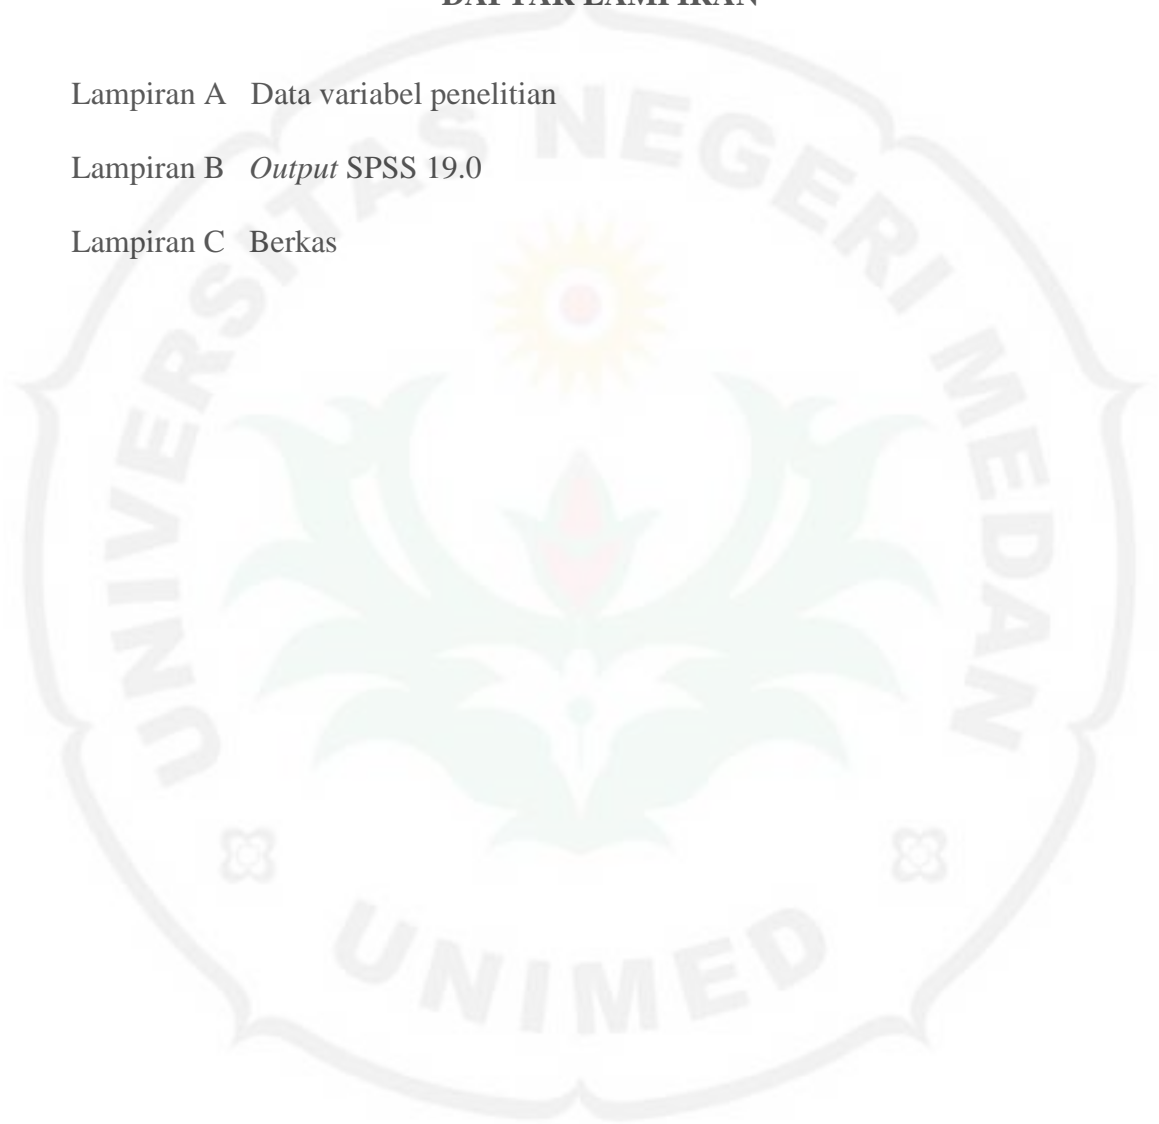 DAFTAR LAMPIRAN
Lampiran A Data variabel penelitian
Lampiran B Output SPSS 19.0
Lampiran C Berkas
UNIVERSITAS NEGERI MEDAN
UNIMED